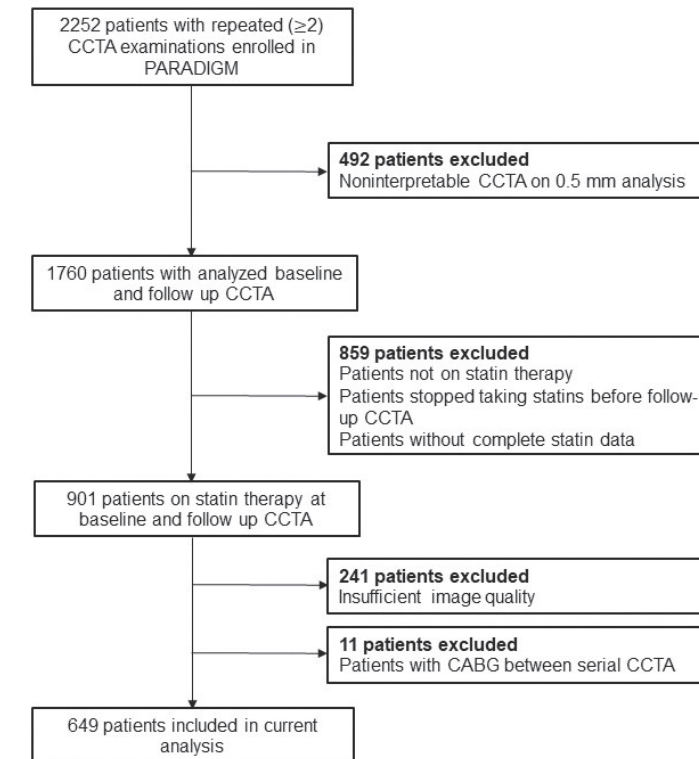 2252 patients with repeated (≥2)
CCTA examinations enrolled in
PARADIGM
492 patients excluded
Noninterpretable CCTA on 0.5 mm analysis
1760 patients with analyzed baseline
and follow up CCTA
859 patients excluded
Patients not on statin therapy
Patients stopped taking statins before follow-
up CCTA
Patients without complete statin data
901 patients on statin therapy at
baseline and follow up CCTA
241 patients excluded
Insufficient image quality
11 patients excluded
Patients with CABG between serial CCTA
649 patients included in current
analysis